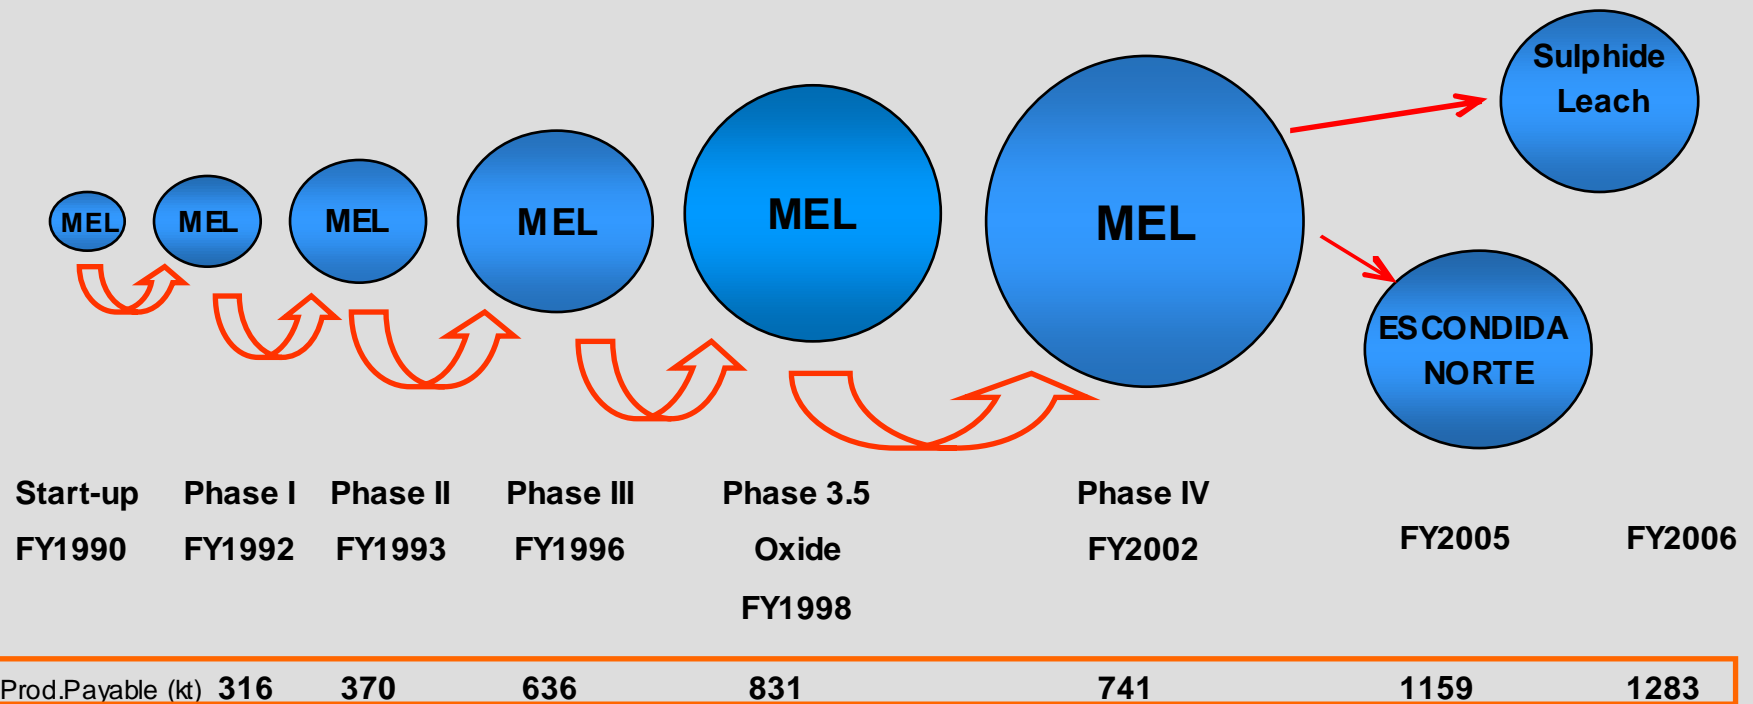 Sulphide
Leach
MEL
MEL
MEL
MEL
MEL
MEL
ESCONDIDA
NORTE
Start-up Phase I Phase II Phase III Phase 3.5 Phase IV
FY1990 FY1992 FY1993 FY1996 Oxide FY2002 FY2005 FY2006
FY1998
Prod.Payable (kt) 316 370 636 831 741 1159 1283